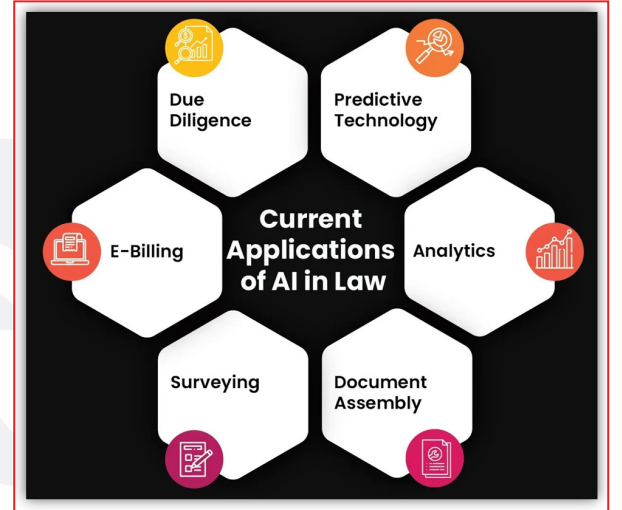 Due
Diligence
Predictive
Technology
E-Billing
Current
Applications
of AI in Law
Analytics
Surveying
Document
Assembly